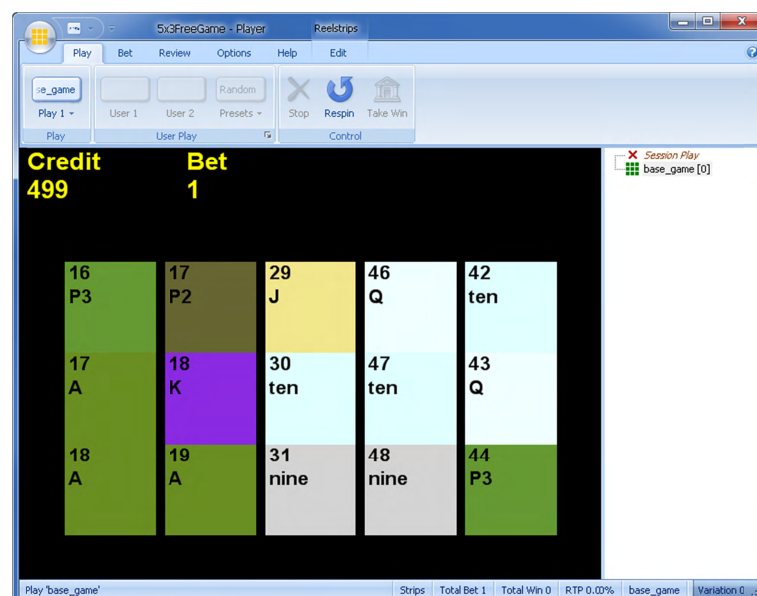 5x3FreeGame - Player
Reelstrips
Play Bet Review Options Help Edit
se_game
Random
Play 1 User 1 User 2 Presets Stop Respin Take Win
Play User Play Control
Credit Bet
499 1
Session Play
base_game [0]
16 17 29 46 42
P3 P2 J Q ten
17 18 30 47 43
A K ten ten Q
18 19 31 48 44
A A nine nine P3
Play 'base_game' Strips Total Bet 1 Total Win 0 RTP 0.00% base_game Variation 0